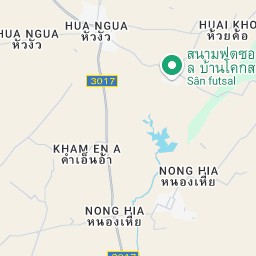 HUA NGUA
หัวงัว
HUA NGUA
หัวงัว
HUAI KHO
ห้วยค้อ
สนามฟุตซอ
ล บ้านโคกส
Sân futsal
3017
KHAM EN A
คำเอ็นอ้า
NONG HIA
หนองเหี่ย
NONG HIA
หนองเหี่ย
3017